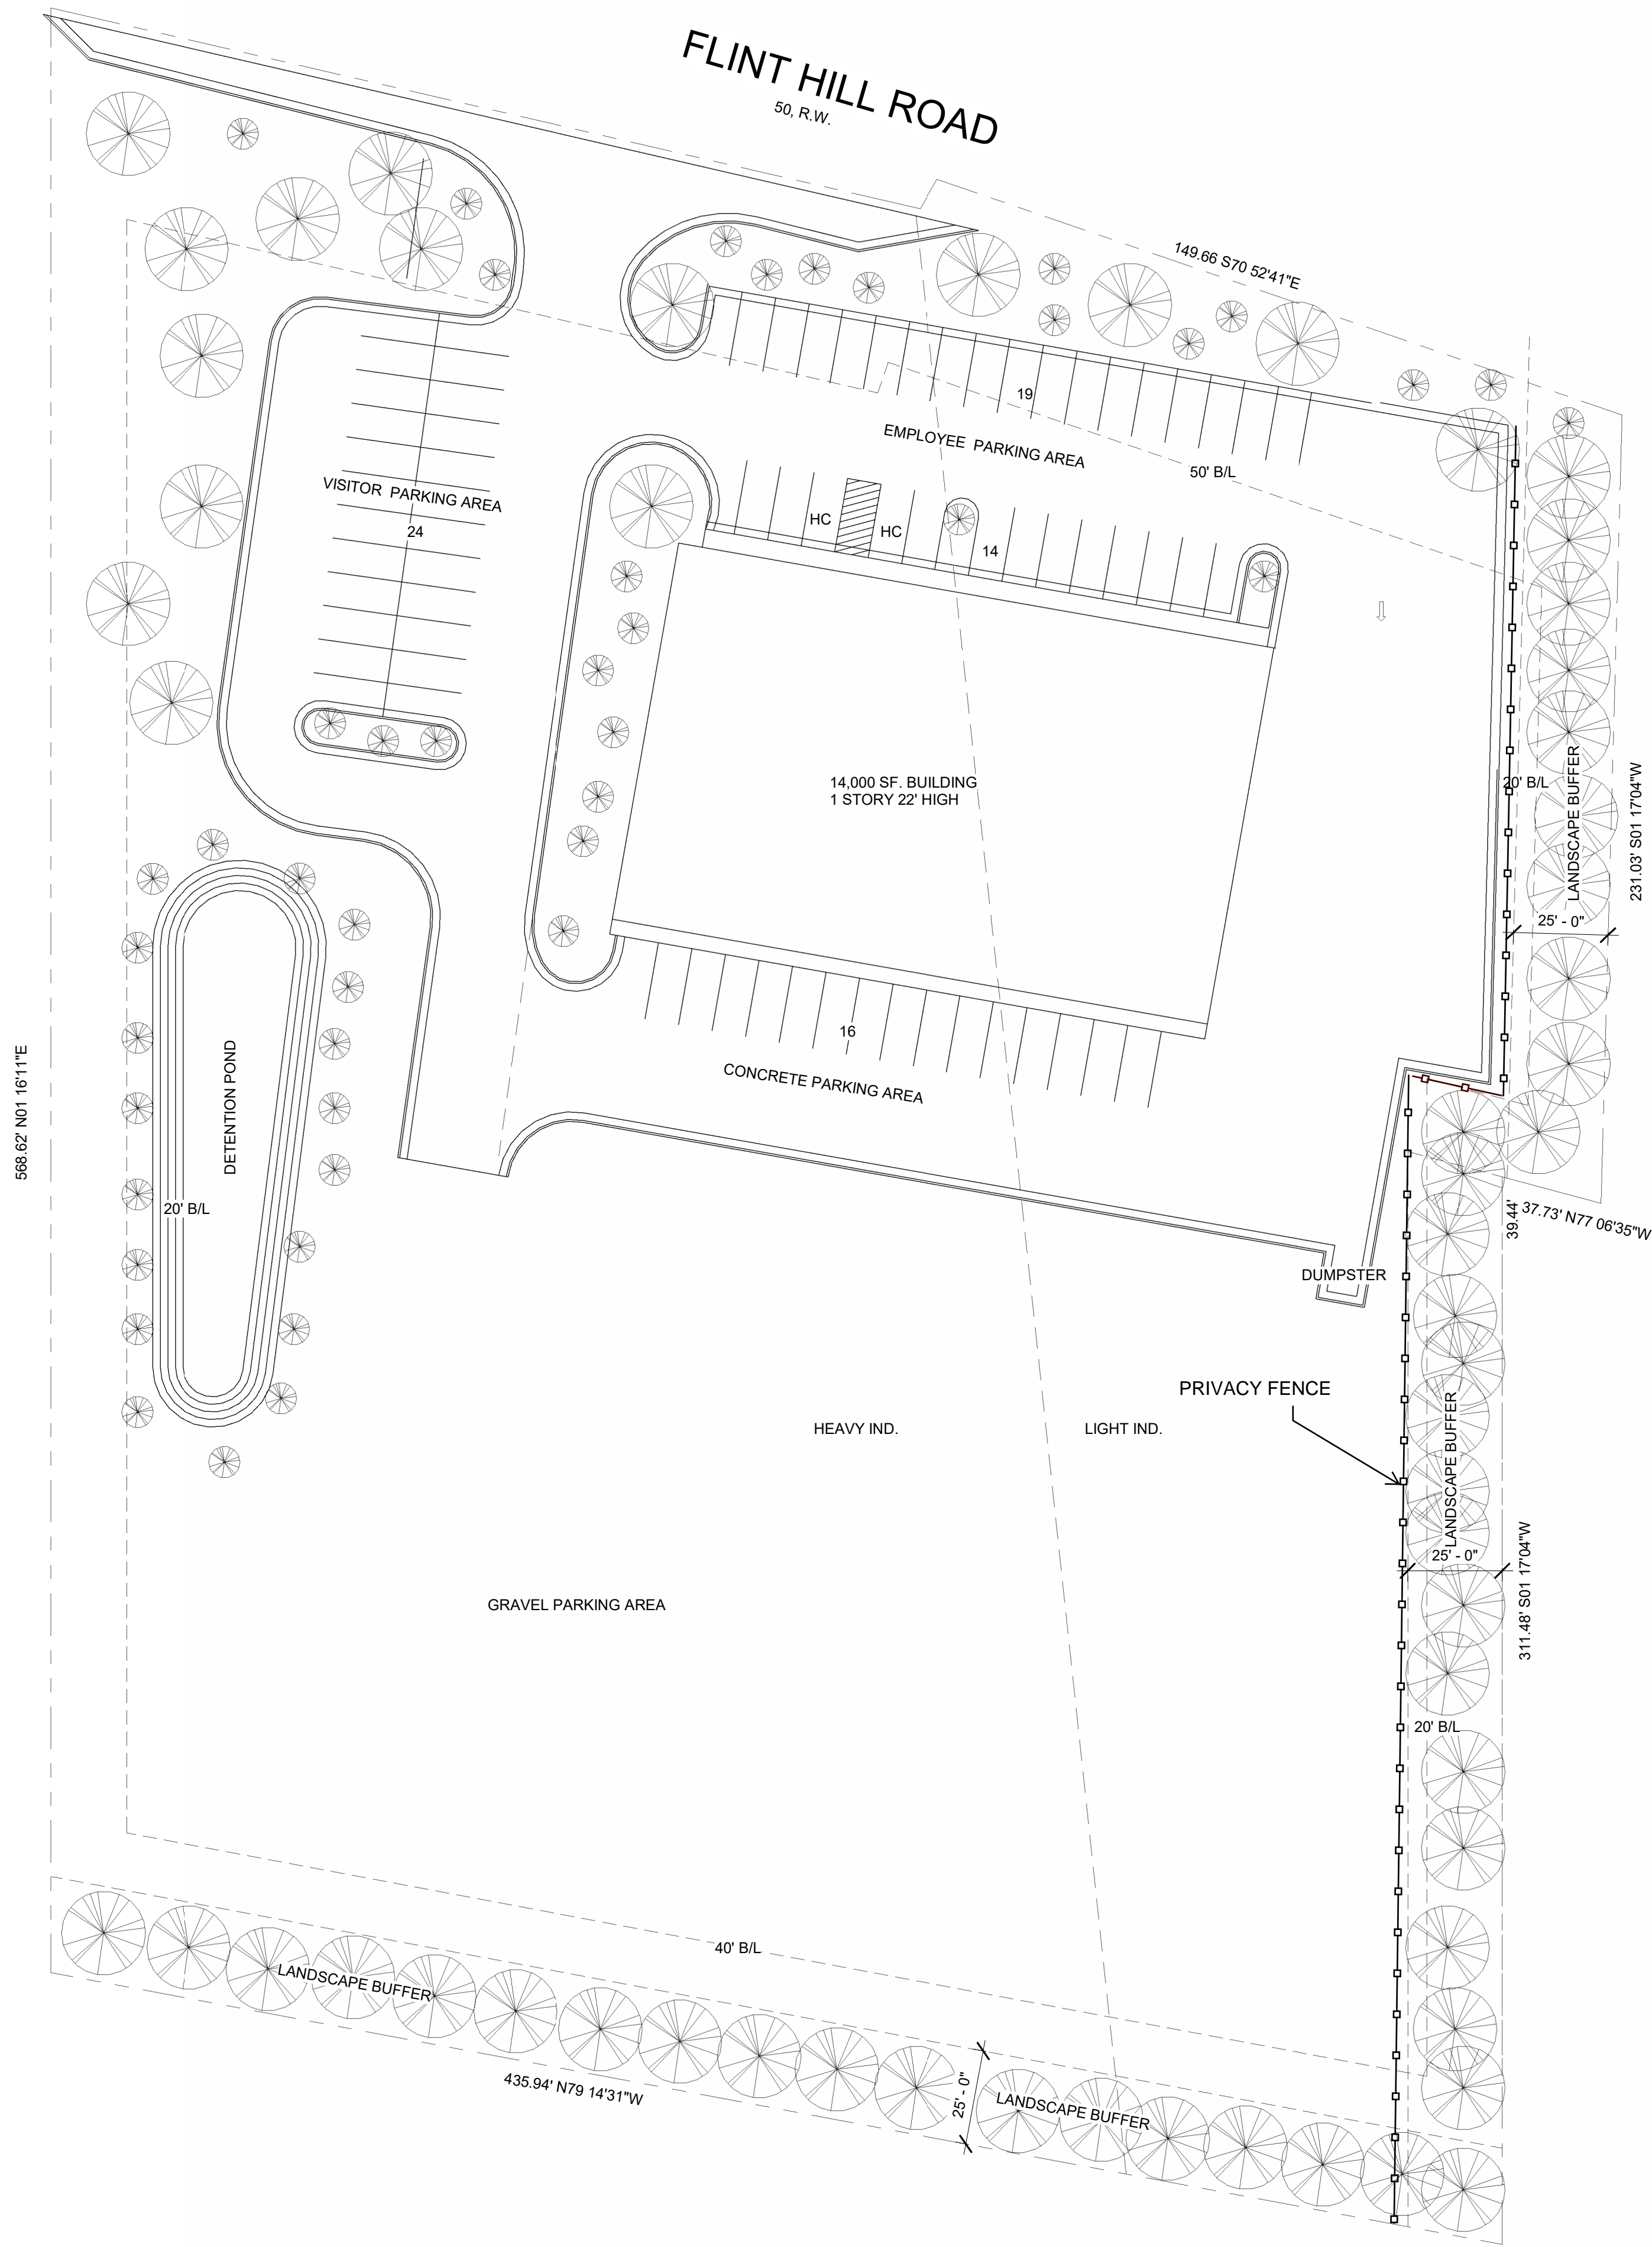 FLINT HILL ROAD
50, R.W.
149.66 S70 52'41"E
19
EMPLOYEE PARKING AREA
50' B/L
VISITOR PARKING AREA
24
HC
HC
14
14,000 SF. BUILDING
1 STORY 22' HIGH
20' B/L
LANDSCAPE BUFFER
231.03' S01 17'04"W
25' - 0"
16
CONCRETE PARKING AREA
568.62' N01 16'11"E
DETENTION POND
20' B/L
39.44'
37.73' N77 06'35"W
DUMPSTER
PRIVACY FENCE
HEAVY IND.
LIGHT IND.
LANDSCAPE BUFFER
25' - 0"
311.48' S01 17'04"W
GRAVEL PARKING AREA
20' B/L
40' B/L
LANDSCAPE BUFFER
435.94' N79 14'31"W
25' - 0"
LANDSCAPE BUFFER